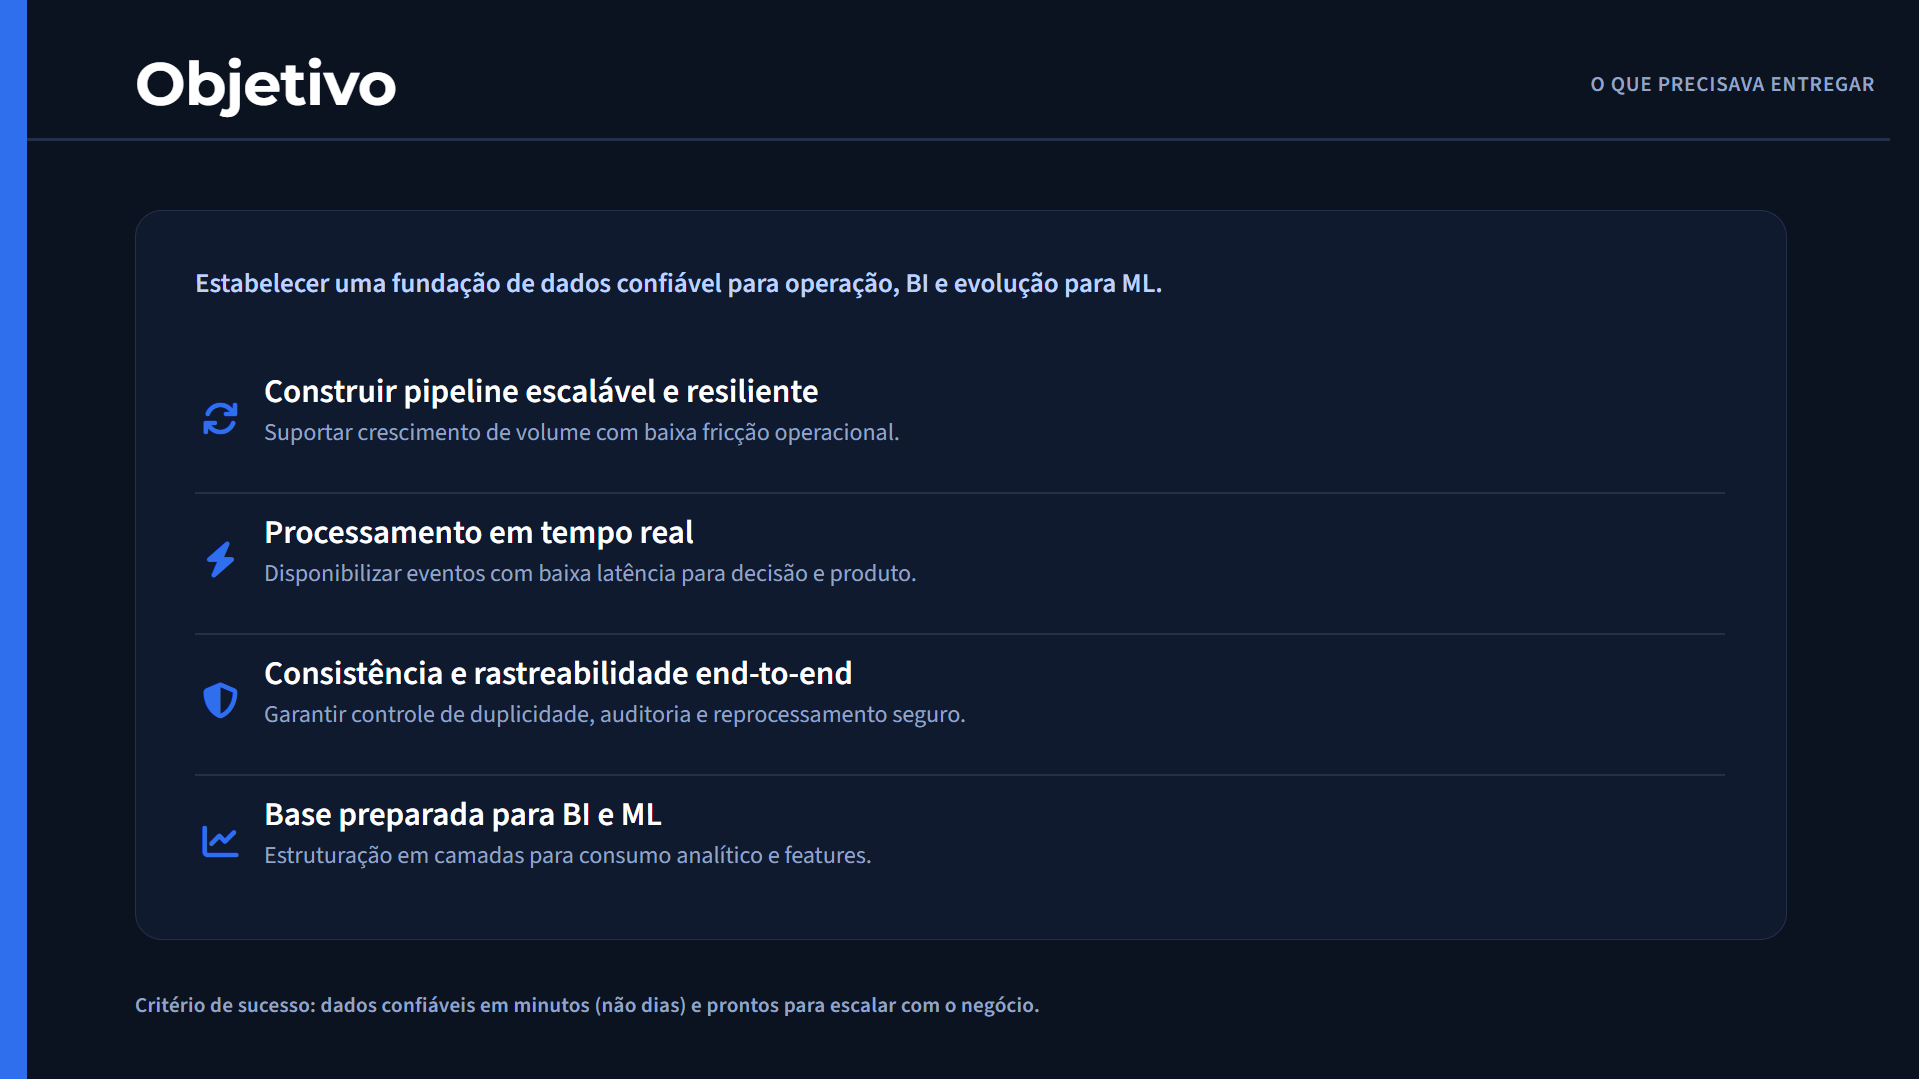 Objetivo
O QUE PRECISAVA ENTREGAR
Estabelecer uma fundação de dados confiável para operação, BI e evolução para ML.
Construir pipeline escalável e resiliente
Suportar crescimento de volume com baixa fricção operacional.
Processamento em tempo real
Disponibilizar eventos com baixa latência para decisão e produto.
Consistência e rastreabilidade end-to-end
Garantir controle de duplicidade, auditoria e reprocessamento seguro.
Base preparada para BI e ML
Estruturação em camadas para consumo analítico e features.
Critério de sucesso: dados confiáveis em minutos (não dias) e prontos para escalar com o negócio.